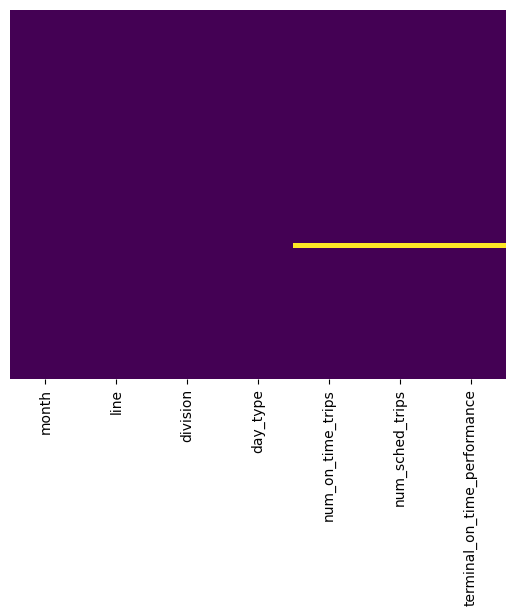 month
line
division
day_type
num_on_time_trips
num_sched_trips
terminal_on_time_performance